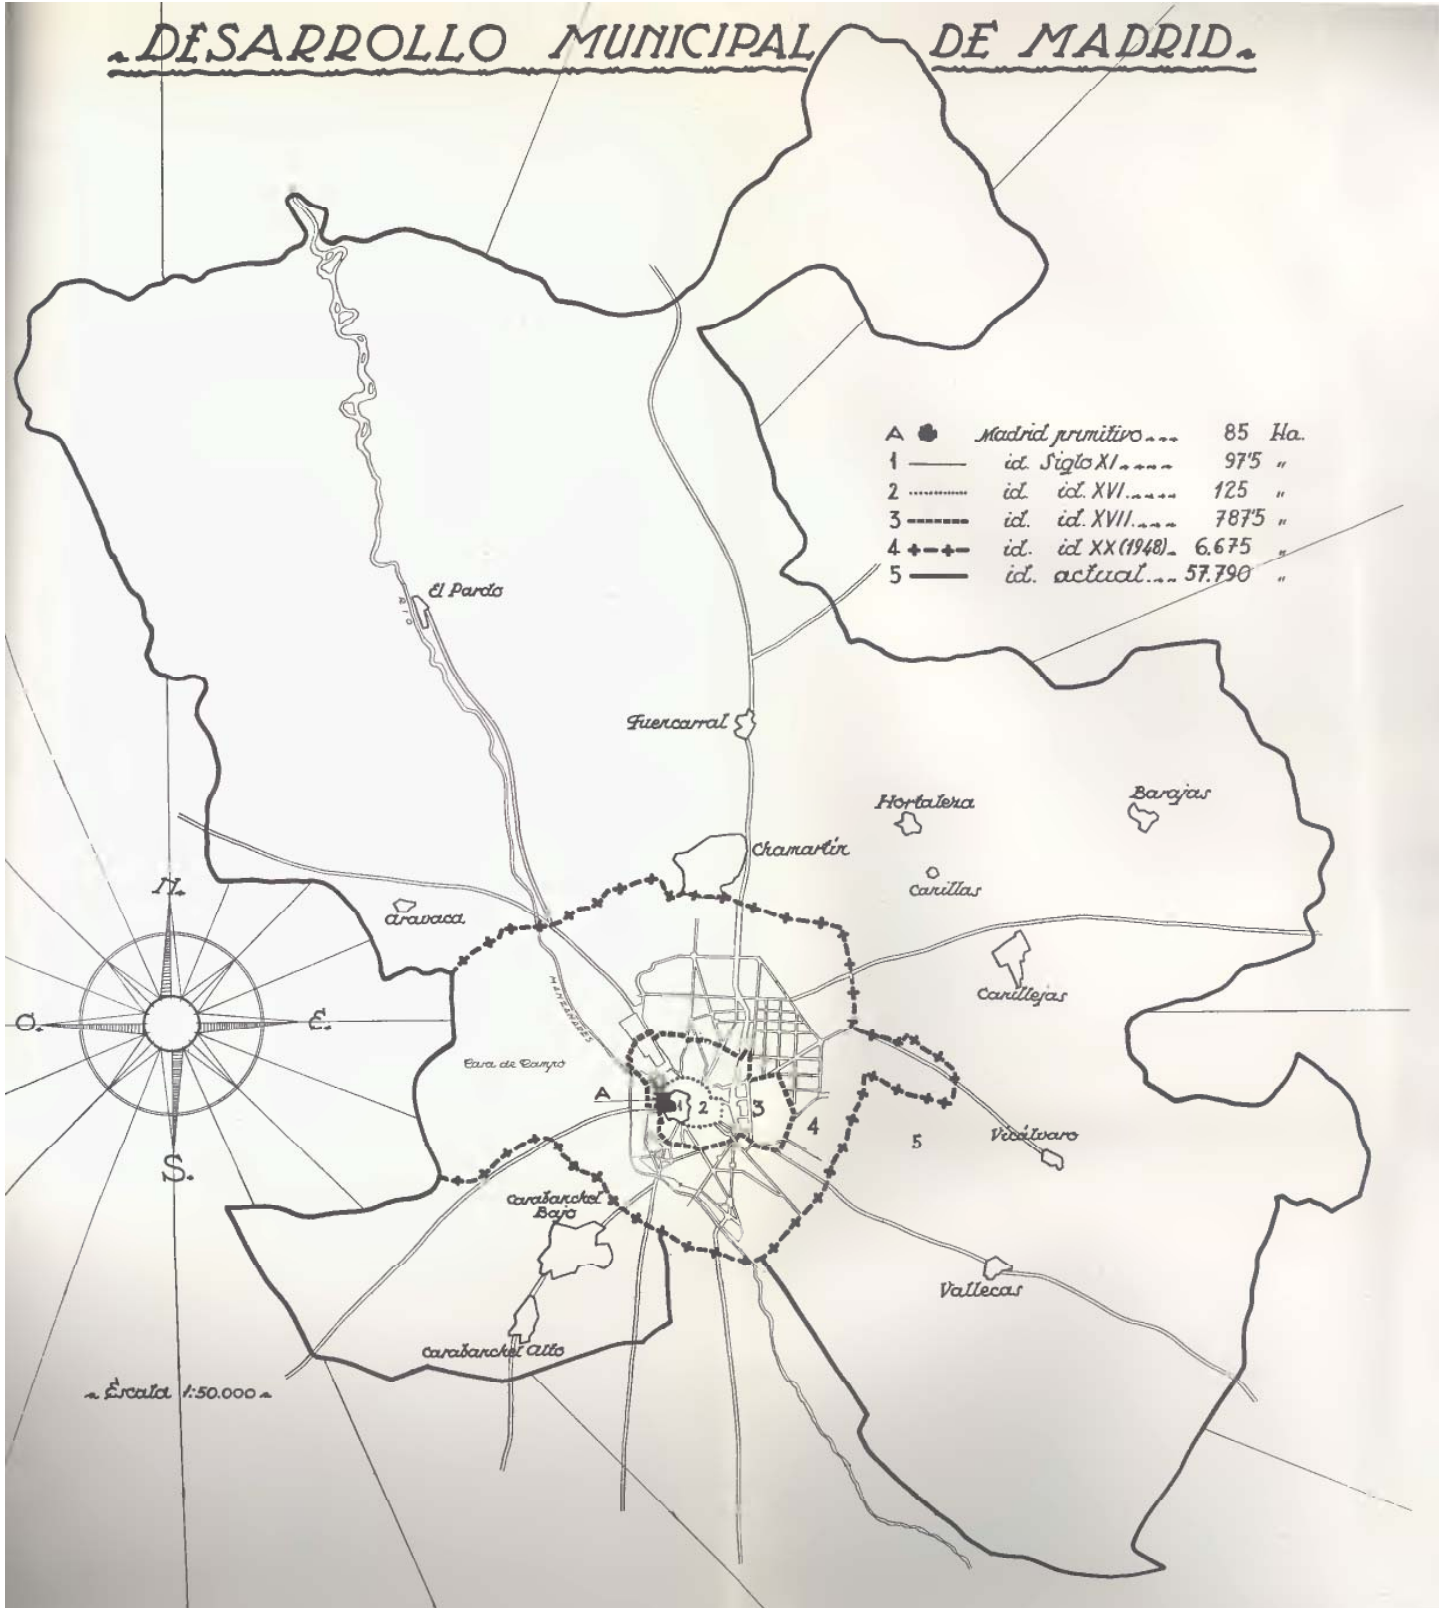 DESARROLLO MUNICIPAL DE MADRID
A Madrid primitivo... 85 Ha.
1 id. Siglo XI..... 97'5 "
2 id. id. XVI..... 125 "
3 id. id. XVII.... 787'5 "
4 id. id XX (1948).. 6.675 "
5 id. actual.... 57.790 "
El Pardo
RIO
Fuencarral
Hortaleza
Barajas
Chamartín
Canillas
N.
Aravaca
Canillejas
MANZANARES
O.
E.
Casa de Campo
A
1
2
3
4
5
Vicálvaro
S.
Carabanchel
Bajo
Vallecas
Carabanchel Alto
Escala 1:50.000